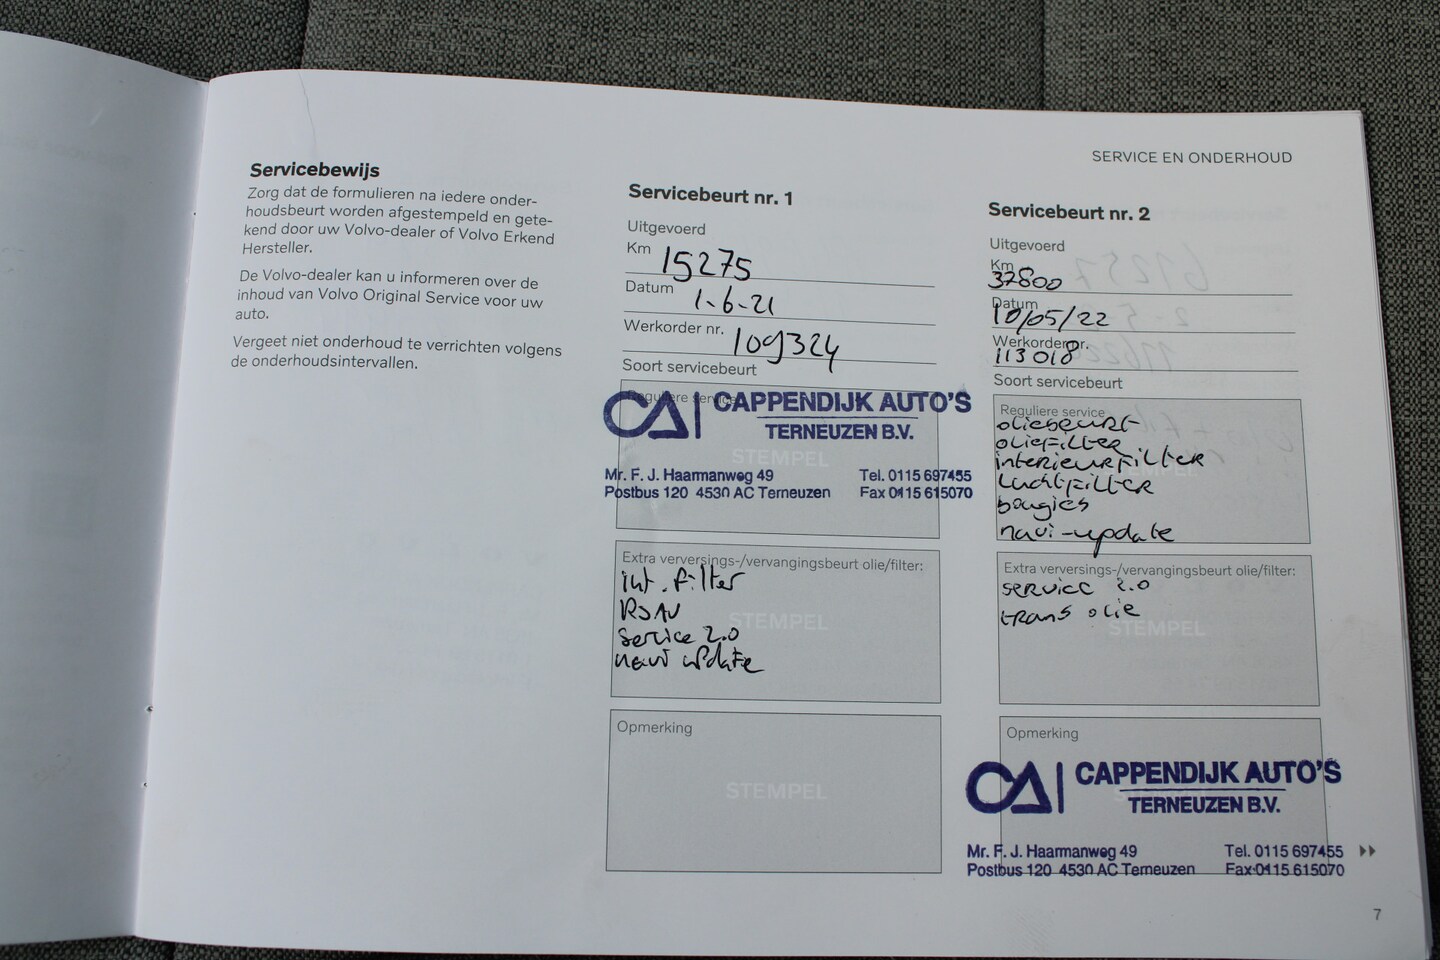 SERVICE EN ONDERHOUD
Servicebewijs
Zorg dat de formulieren na iedere onder-
houdsbeurt worden afgestempeld en gete-
kend door uw Volvo-dealer of Volvo Erkend
Hersteller.
De Volvo-dealer kan u informeren over de
inhoud van Volvo Original Service voor uw
auto.
Vergeet niet onderhoud te verrichten volgens
de onderhoudsintervallen.
Servicebeurt nr. 1
Uitgevoerd
Km 15275
Datum 1-6-21
Werkorder nr. 109324
Soort servicebeurt
Reguliere service
CA CAPPENDIJK AUTO'S
TERNEUZEN B.V.
STEMPEL
Mr. F. J. Haarmanweg 49 Tel. 0115 697455
Postbus 120 4530 AC Terneuzen Fax 0115 615070
Extra verversings-/vervangingsbeurt olie/filter:
int. filter
STEMPEL
service 2.0
navi update
Opmerking
STEMPEL
Servicebeurt nr. 2
Uitgevoerd
Km 37800
Datum 10/05/22
Werkorder nr. 113018
Soort servicebeurt
Reguliere service
oliebeurt
oliefilter
interieurfilter
luchtfilter
bougies
navi-update
Extra verversings-/vervangingsbeurt olie/filter:
service 2.0
trans olie
STEMPEL
Opmerking
CA CAPPENDIJK AUTO'S
TERNEUZEN B.V.
Mr. F. J. Haarmanweg 49 Tel. 0115 697455
Postbus 120 4530 AC Terneuzen Fax 0115 615070
7